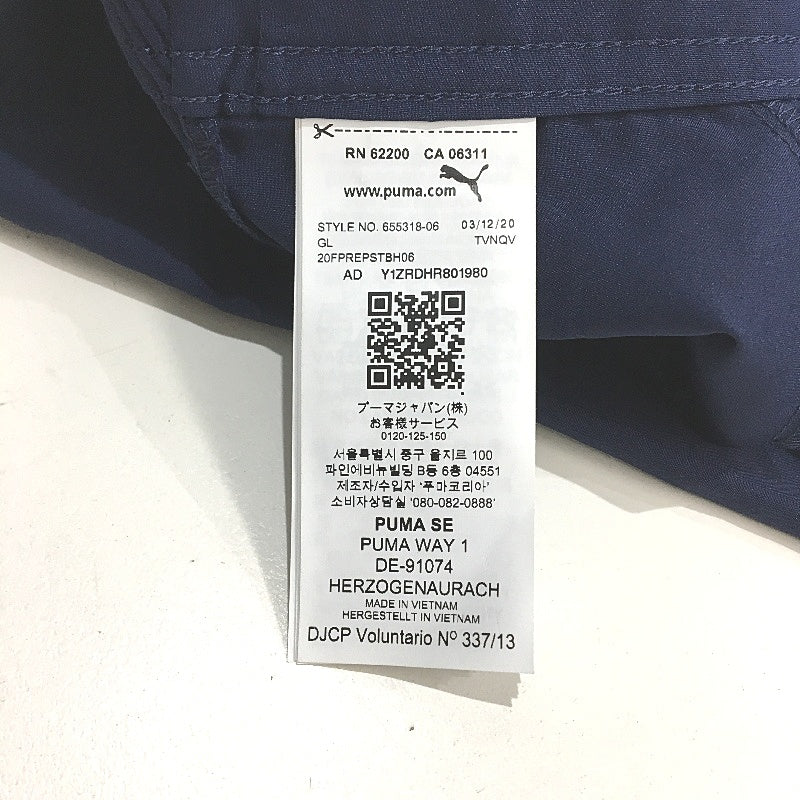 RN 62200 CA 06311
www.puma.com
STYLE NO. 655318-06 03/12/20
GL TVNQV
20FPREPSTBH06
AD Y1ZRDHR801980
プーマジャパン(株)
お客様サービス
0120-125-150
서울특별시 중구 을지로 100
파인에비뉴빌딩 B동 6층 04551
제조자/수입자 '푸마코리아'
소비자상담실 '080-082-0888'
PUMA SE
PUMA WAY 1
DE-91074
HERZOGENAURACH
MADE IN VIETNAM
HERGESTELLT IN VIETNAM
DJCP Voluntario Nº 337/13